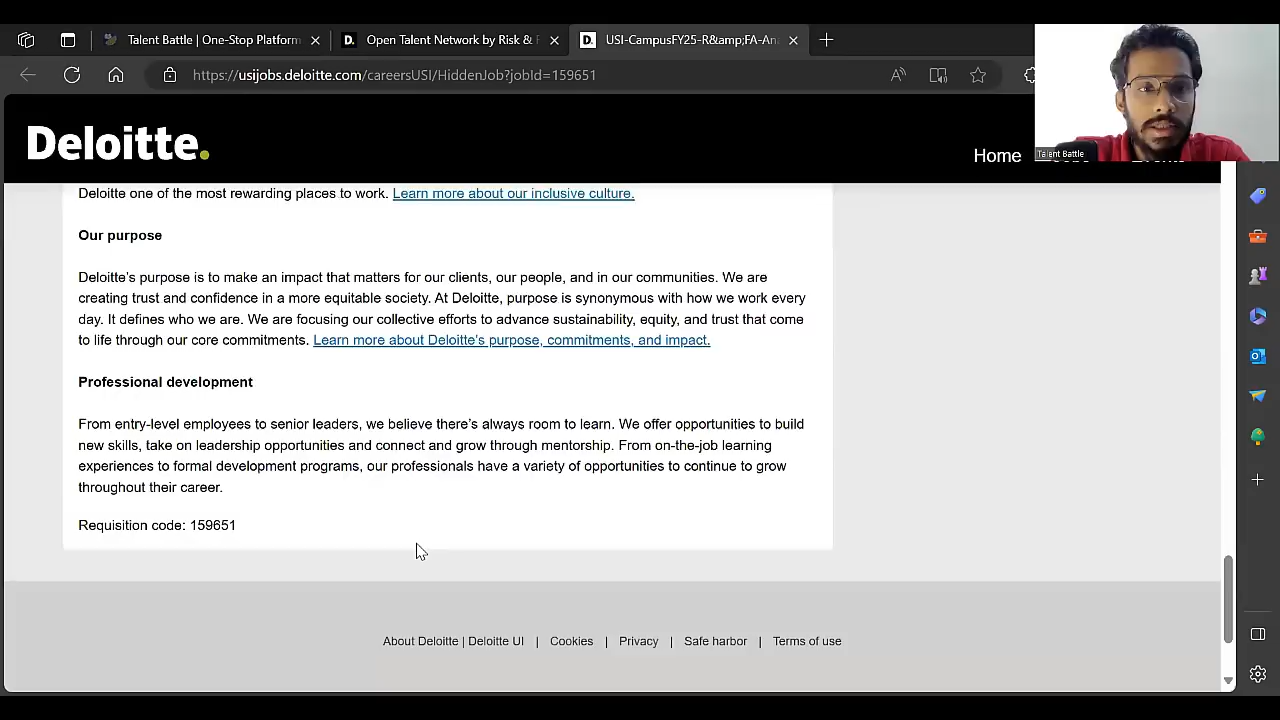 Talent Battle | One-Stop Platform
Open Talent Network by Risk & F
USI-CampusFY25-R&amp;FA-An
https://usijobs.deloitte.com/careersUSI/HiddenJob?jobId=159651
Talent Battle
Deloitte.
Home
Deloitte one of the most rewarding places to work. Learn more about our inclusive culture.
Our purpose
Deloitte’s purpose is to make an impact that matters for our clients, our people, and in our communities. We are
creating trust and confidence in a more equitable society. At Deloitte, purpose is synonymous with how we work every
day. It defines who we are. We are focusing our collective efforts to advance sustainability, equity, and trust that come
to life through our core commitments. Learn more about Deloitte’s purpose, commitments, and impact.
Professional development
From entry-level employees to senior leaders, we believe there’s always room to learn. We offer opportunities to build
new skills, take on leadership opportunities and connect and grow through mentorship. From on-the-job learning
experiences to formal development programs, our professionals have a variety of opportunities to continue to grow
throughout their career.
Requisition code: 159651
About Deloitte | Deloitte UI | Cookies | Privacy | Safe harbor | Terms of use